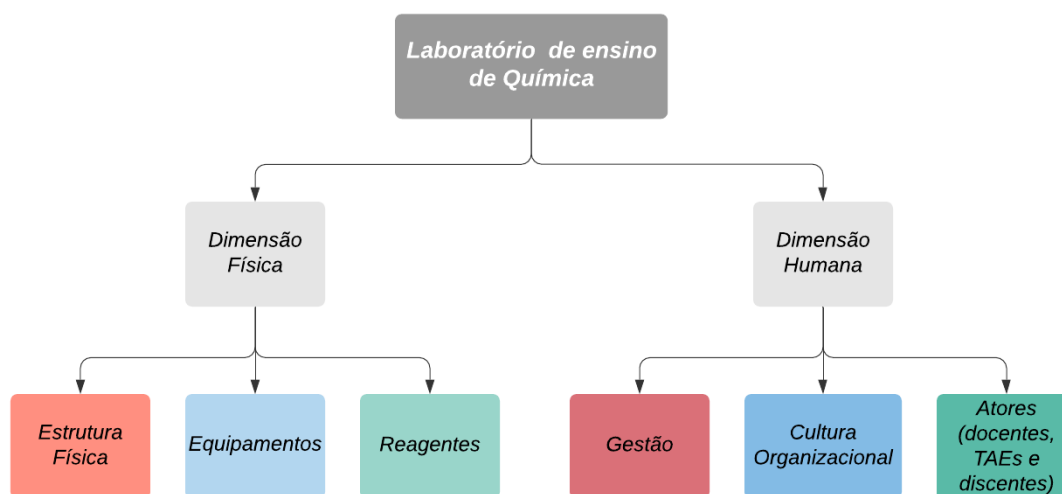 Laboratório de ensino
de Química
Dimensão
Física
Dimensão
Humana
Estrutura
Física
Equipamentos
Reagentes
Gestão
Cultura
Organizacional
Atores
(docentes,
TAEs e
discentes)